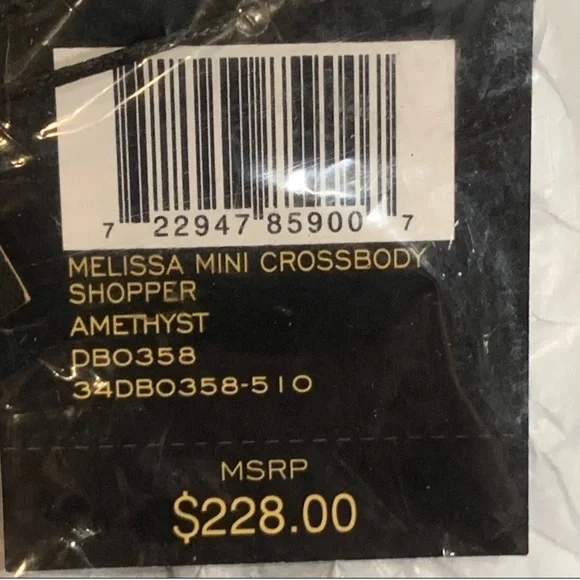 7 22947 85900 7
MELISSA MINI CROSSBODY
SHOPPER
AMETHYST
DB0358
34DB0358-510
MSRP
$228.00